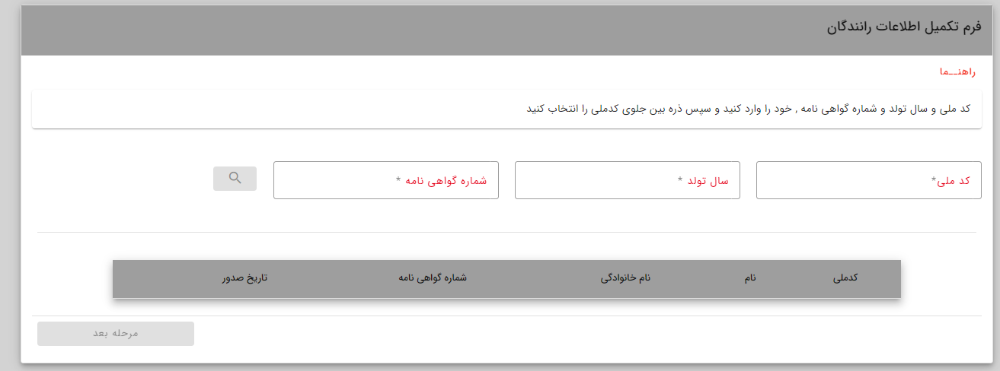 فرم تکمیل اطلاعات رانندگان
راهنــما
کد ملی و سال تولد و شماره گواهی نامه , خود را وارد کنید و سپس ذره بین جلوی کدملی را انتخاب کنید
کد ملی* سال تولد * شماره گواهی نامه *
کدملی نام نام خانوادگی شماره گواهی نامه تاریخ صدور
مرحله بعد